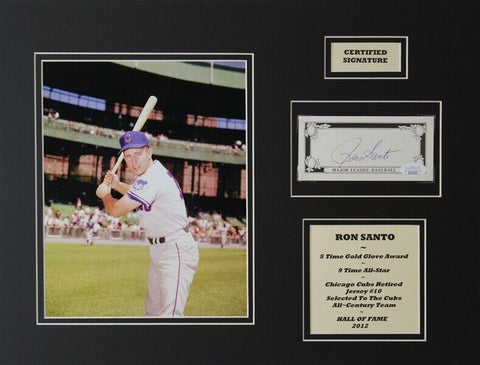 CERTIFIED
SIGNATURE
Ron Santo
MAJOR LEAGUE BASEBALL
RON SANTO
~
5 Time Gold Glove Award
~
9 Time All-Star
~
Chicago Cubs Retired
Jersey #10
Selected To The Cubs
All-Century Team
~
HALL OF FAME
2012